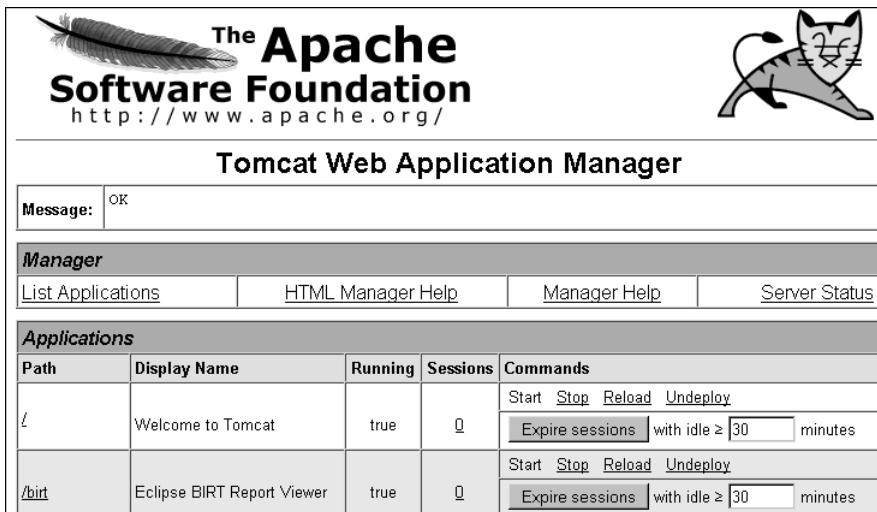 The Apache
Software Foundation
http://www.apache.org/
Tomcat Web Application Manager
Message: OK
Manager
List Applications HTML Manager Help Manager Help Server Status
Applications
Path Display Name Running Sessions Commands
Start Stop Reload Undeploy
/ Welcome to Tomcat true 0
Expire sessions with idle ≥ 30 minutes
Start Stop Reload Undeploy
/birt Eclipse BIRT Report Viewer true 0
Expire sessions with idle ≥ 30 minutes